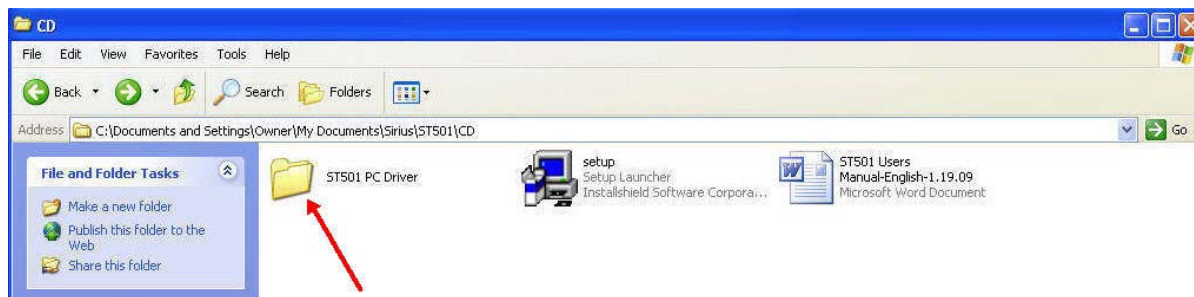 CD
File Edit View Favorites Tools Help
Back Search Folders
Address C:\Documents and Settings\Owner\My Documents\Sirius\ST501\CD Go
File and Folder Tasks
Make a new folder
Publish this folder to the
Web
Share this folder
ST501 PC Driver
setup
Setup Launcher
Installshield Software Corpora...
ST501 Users
Manual-English-1.19.09
Microsoft Word Document